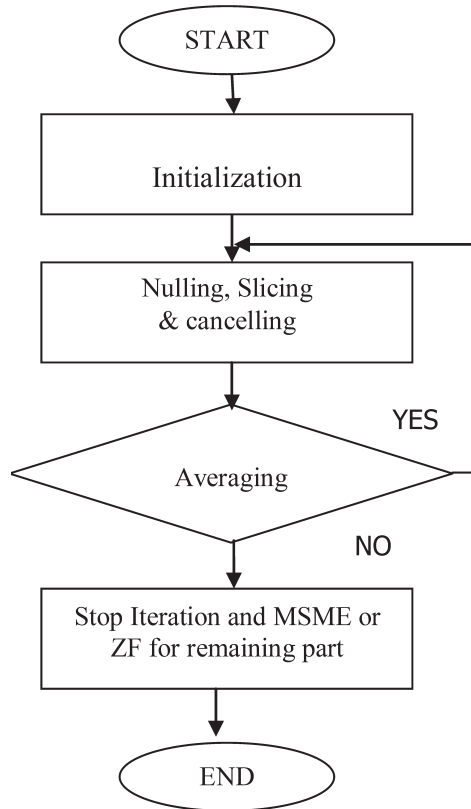 START
Initialization
Nulling, Slicing
& cancelling
YES
Averaging
NO
Stop Iteration and MSME or
ZF for remaining part
END